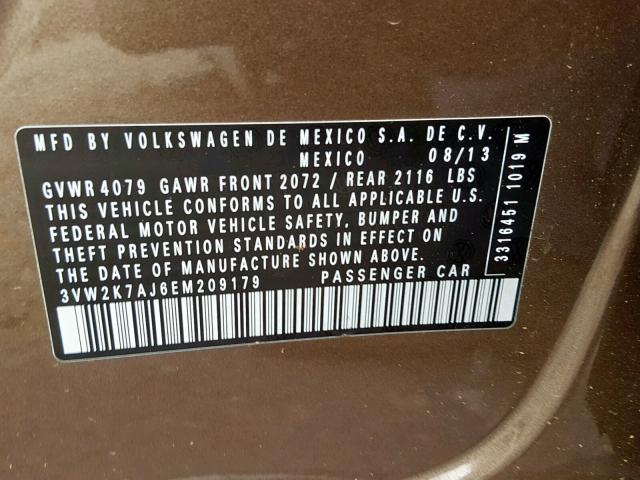 MFD BY VOLKSWAGEN DE MEXICO S.A. DE C.V.
MEXICO 08/13
GVWR 4079 GAWR FRONT 2072 / REAR 2116 LBS
THIS VEHICLE CONFORMS TO ALL APPLICABLE U.S.
FEDERAL MOTOR VEHICLE SAFETY, BUMPER AND
THEFT PREVENTION STANDARDS IN EFFECT ON
THE DATE OF MANUFACTURE SHOWN ABOVE.
3VW2K7AJ6EM209179 PASSENGER CAR
3316451 1019 M